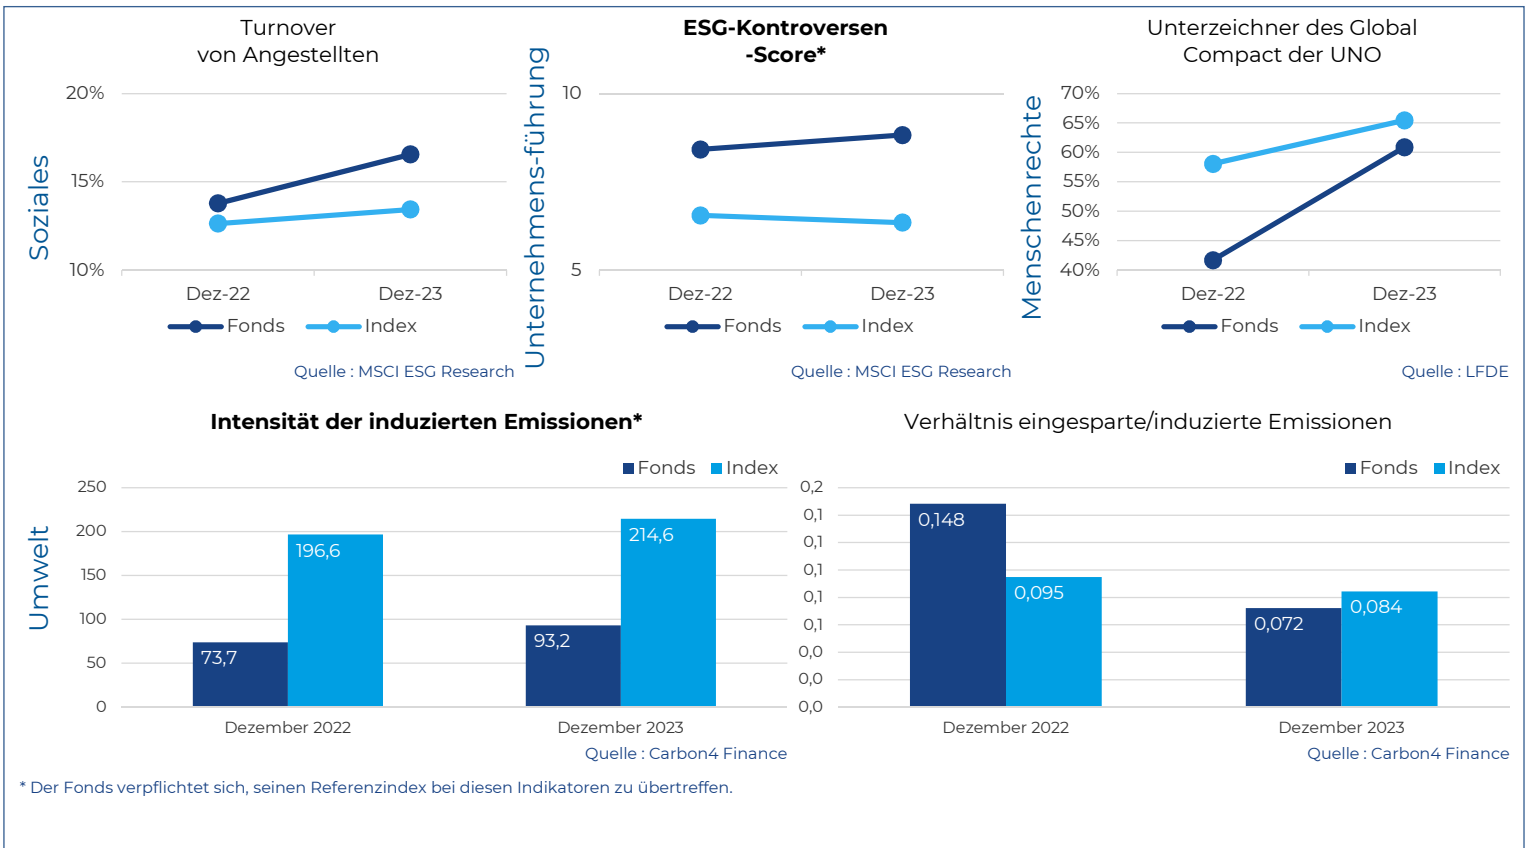 Turnover
von Angestellten
Soziales
20%
15%
10%
Dez-22
Dez-23
Fonds
Index
Quelle : MSCI ESG Research
ESG-Kontroversen
-Score*
Unternehmens-führung
10
5
Dez-22
Dez-23
Fonds
Index
Quelle : MSCI ESG Research
Unterzeichner des Global
Compact der UNO
Menschenrechte
70%
65%
60%
55%
50%
45%
40%
Dez-22
Dez-23
Fonds
Index
Quelle : LFDE
Intensität der induzierten Emissionen*
Fonds
Index
Umwelt
250
200
150
100
50
0
73,7
196,6
93,2
214,6
Dezember 2022
Dezember 2023
Quelle : Carbon4 Finance
Verhältnis eingesparte/induzierte Emissionen
Fonds
Index
0,2
0,1
0,1
0,1
0,1
0,1
0,0
0,0
0,0
0,148
0,095
0,072
0,084
Dezember 2022
Dezember 2023
Quelle : Carbon4 Finance
* Der Fonds verpflichtet sich, seinen Referenzindex bei diesen Indikatoren zu übertreffen.